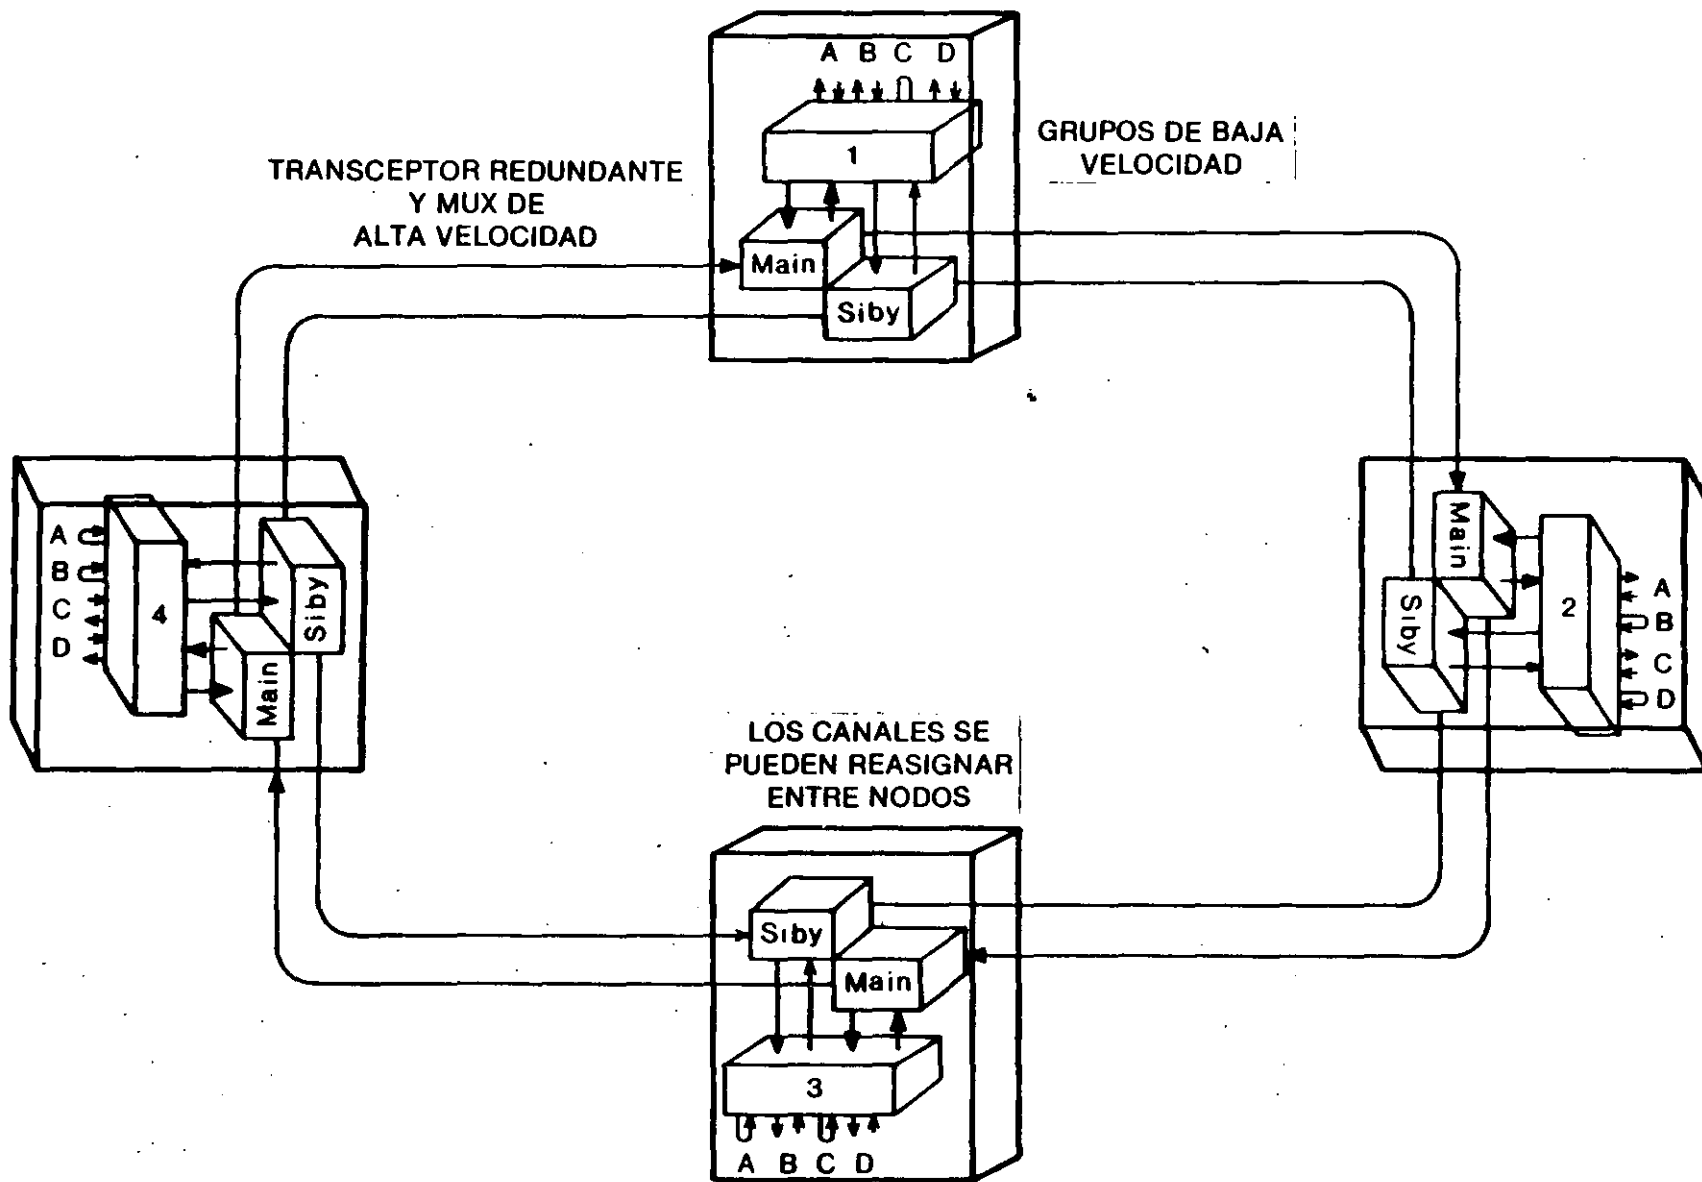 A B C D
1
Main
Siby
GRUPOS DE BAJA
VELOCIDAD
TRANSCEPTOR REDUNDANTE
Y MUX DE
ALTA VELOCIDAD
A
B
C
D
4
Siby
Main
Main
Siby
2
A
B
C
D
LOS CANALES SE
PUEDEN REASIGNAR
ENTRE NODOS
Siby
Main
3
A B C D